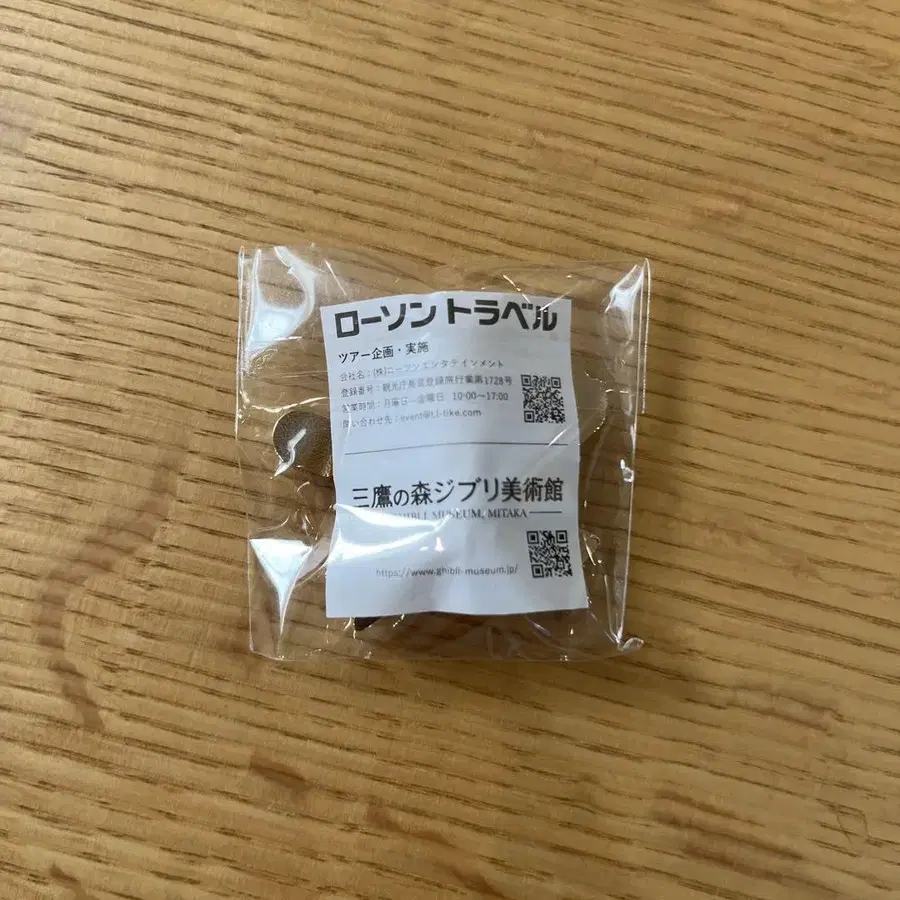 ローソントラベル
ツアー企画・実施
会社名：(株)ローソンエンタテインメント
登録番号：観光庁長官登録旅行業第1728号
営業時間：月曜日～金曜日 10:00～17:00
問い合わせ先：event@t.l-tike.com
三鷹の森ジブリ美術館
GHIBLI MUSEUM, MITAKA
https://www.ghibli-museum.jp/